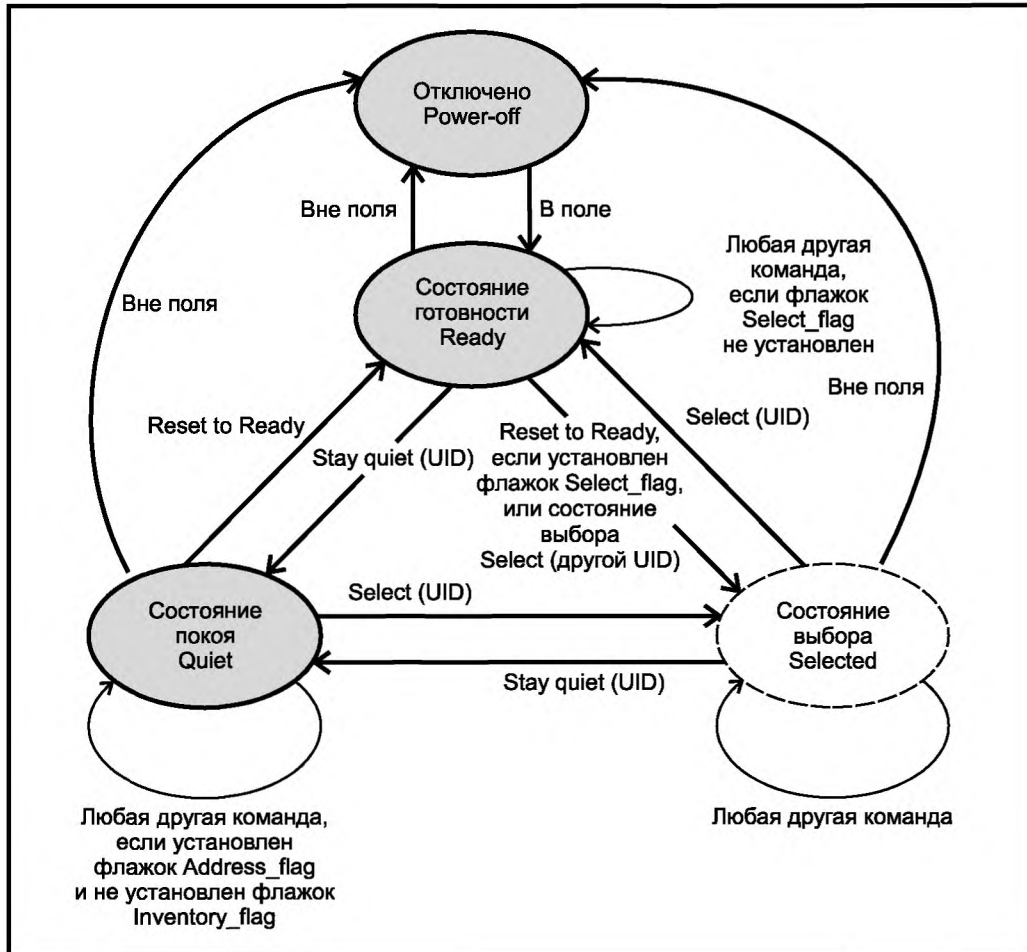 Отключено
Power-off
Вне поля
В поле
Любая другая
команда,
если флажок
Select_flag
не установлен
Состояние
готовности
Ready
Вне поля
Вне поля
Reset to Ready
Select (UID)
Stay quiet (UID)
Reset to Ready,
если установлен
флажок Select_flag,
или состояние
выбора
Select (другой UID)
Состояние
покоя
Quiet
Select (UID)
Состояние
выбора
Selected
Stay quiet (UID)
Любая другая команда,
если установлен
флажок Address_flag
и не установлен флажок
Inventory_flag
Любая другая команда